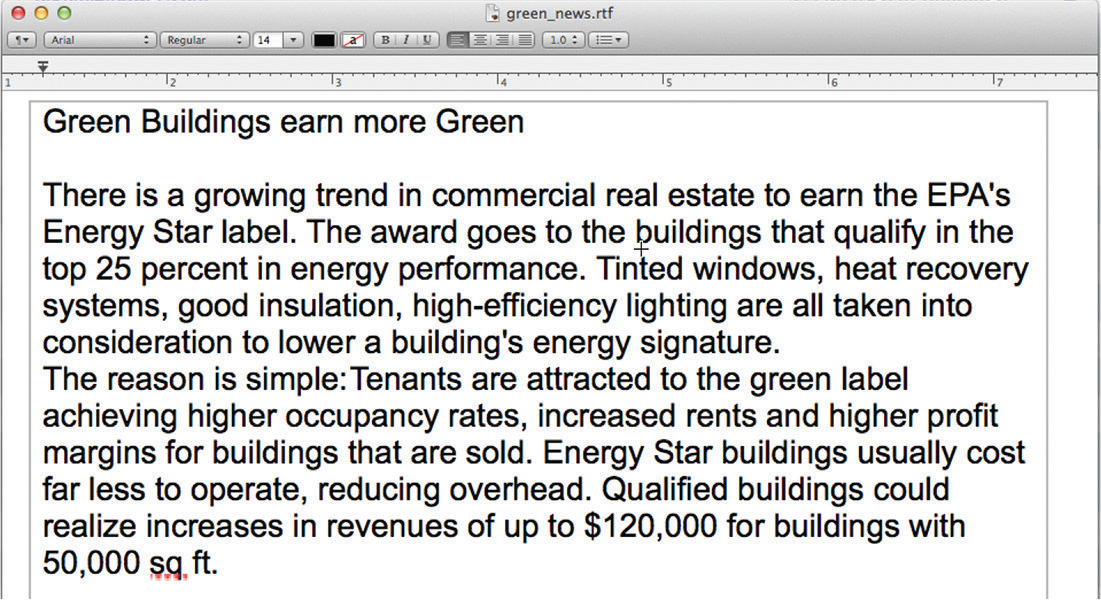 green_news.rtf
¶ Arial Regular 14 a B I U 1.0
1 2 3 4 5 6 7
Green Buildings earn more Green
There is a growing trend in commercial real estate to earn the EPA's
Energy Star label. The award goes to the buildings that qualify in the
top 25 percent in energy performance. Tinted windows, heat recovery
systems, good insulation, high-efficiency lighting are all taken into
consideration to lower a building's energy signature.
The reason is simple:Tenants are attracted to the green label
achieving higher occupancy rates, increased rents and higher profit
margins for buildings that are sold. Energy Star buildings usually cost
far less to operate, reducing overhead. Qualified buildings could
realize increases in revenues of up to $120,000 for buildings with
50,000 sq ft.